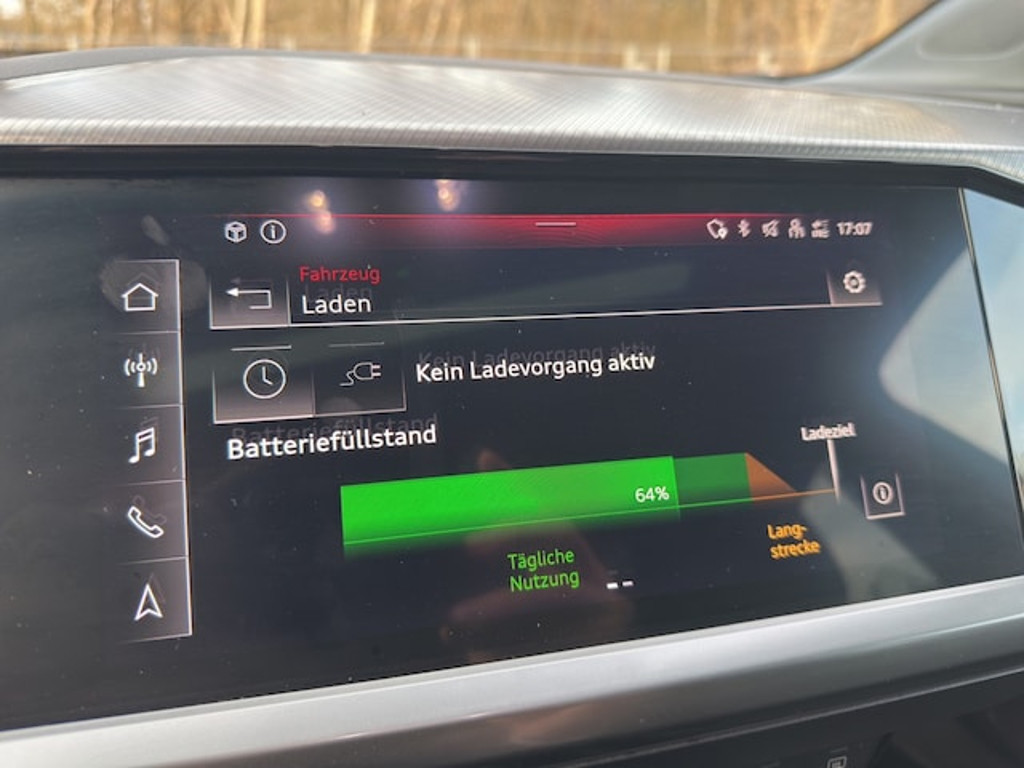 17:07
Fahrzeug
Laden
Kein Ladevorgang aktiv
Batteriefüllstand
Ladeziel
64%
Lang-
strecke
Tägliche
Nutzung